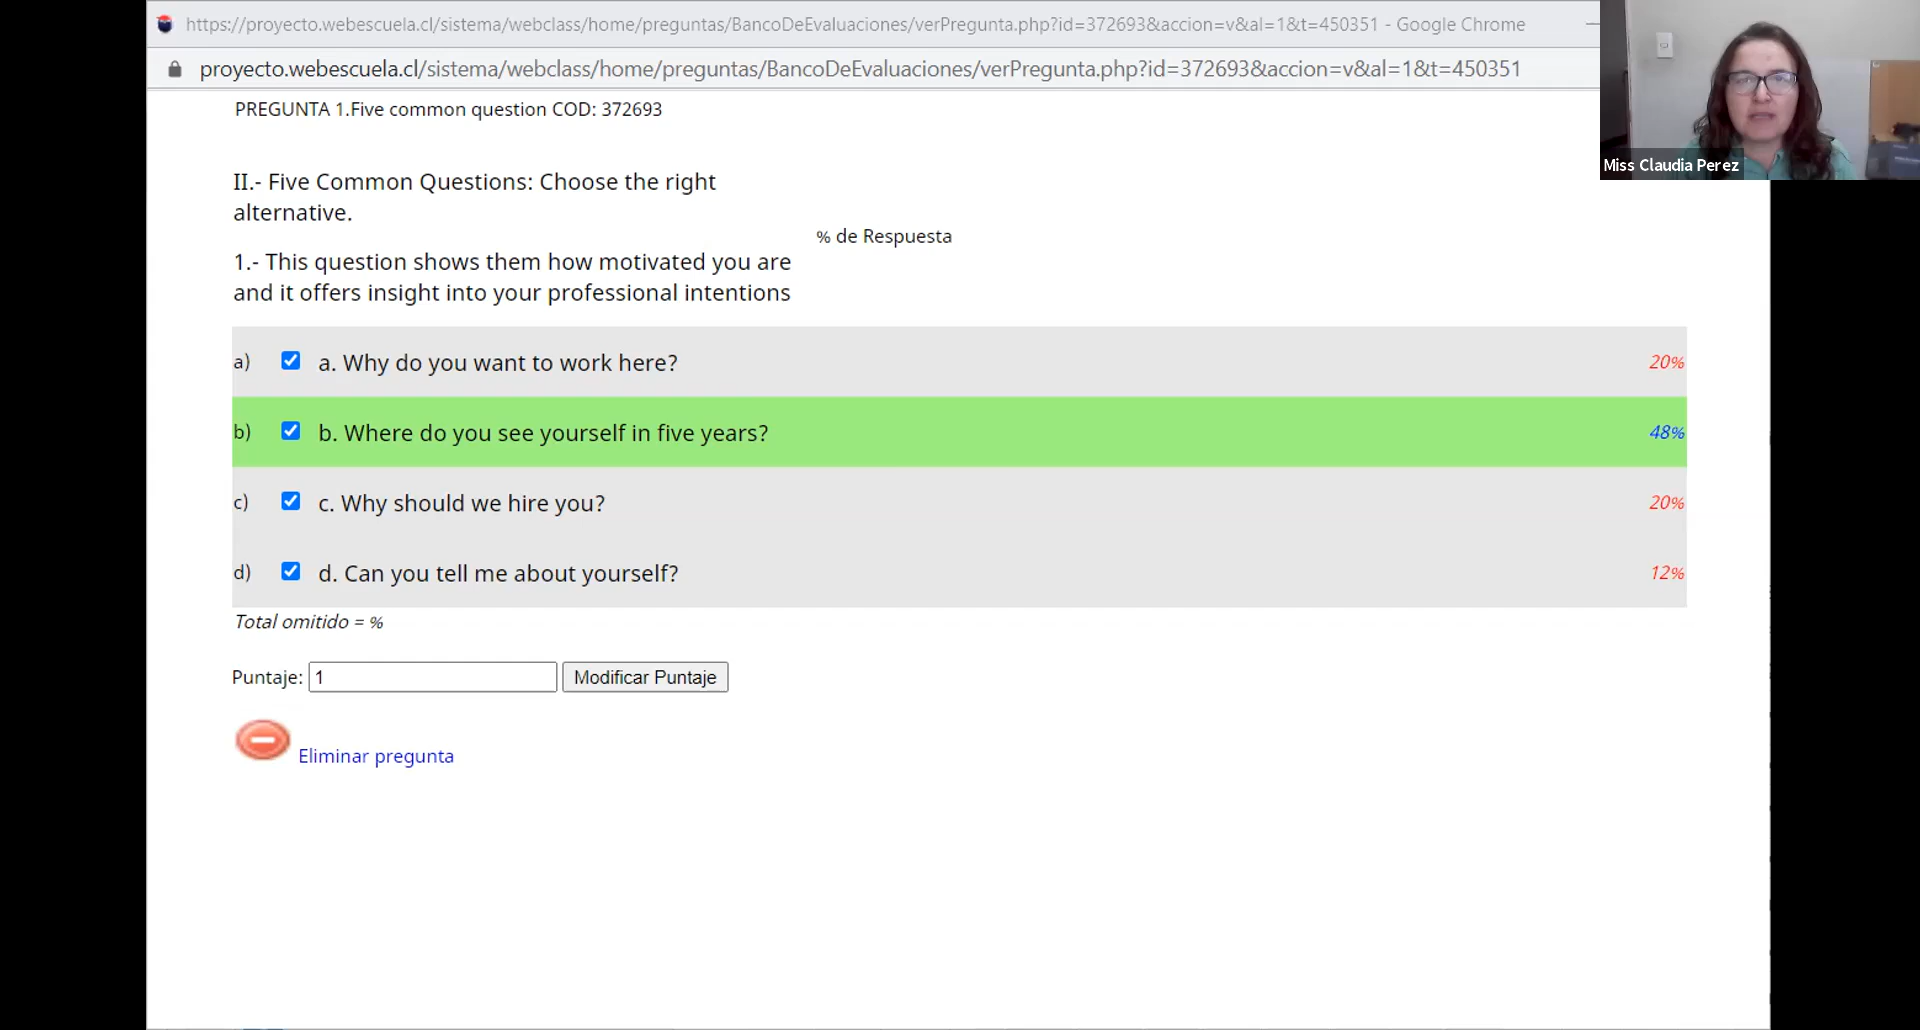 https://proyecto.webescuela.cl/sistema/webclass/home/preguntas/BancoDeEvaluaciones/verPregunta.php?id=372693&accion=v&al=1&t=450351 - Google Chrome
proyecto.webescuela.cl/sistema/webclass/home/preguntas/BancoDeEvaluaciones/verPregunta.php?id=372693&accion=v&al=1&t=450351
Miss Claudia Perez
PREGUNTA 1.Five common question COD: 372693
II.- Five Common Questions: Choose the right
alternative.
% de Respuesta
1.- This question shows them how motivated you are
and it offers insight into your professional intentions
a) a. Why do you want to work here? 20%
b) b. Where do you see yourself in five years? 48%
c) c. Why should we hire you? 20%
d) d. Can you tell me about yourself? 12%
Total omitido = %
Puntaje: 1 Modificar Puntaje
Eliminar pregunta